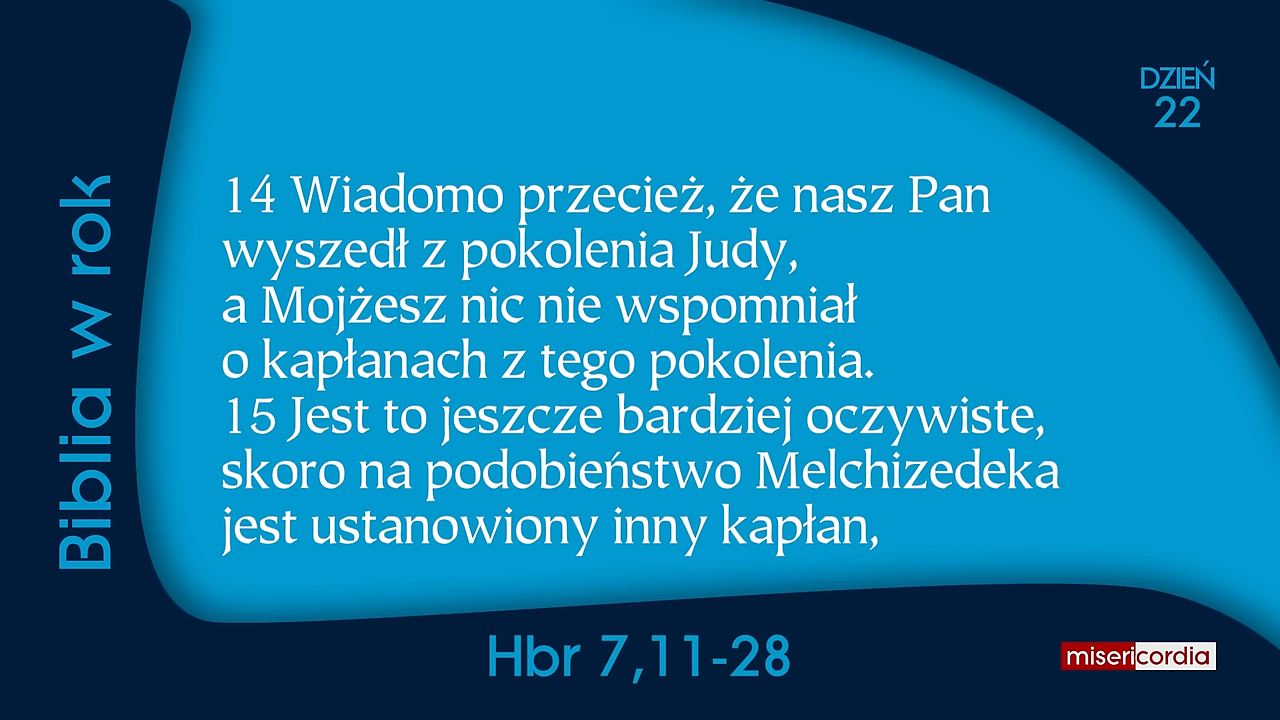 DZIEŃ
22
Biblia w rok
14 Wiadomo przecież, że nasz Pan
wyszedł z pokolenia Judy,
a Mojżesz nic nie wspomniał
o kapłanach z tego pokolenia.
15 Jest to jeszcze bardziej oczywiste,
skoro na podobieństwo Melchizedeka
jest ustanowiony inny kapłan,
Hbr 7,11-28
misericordia